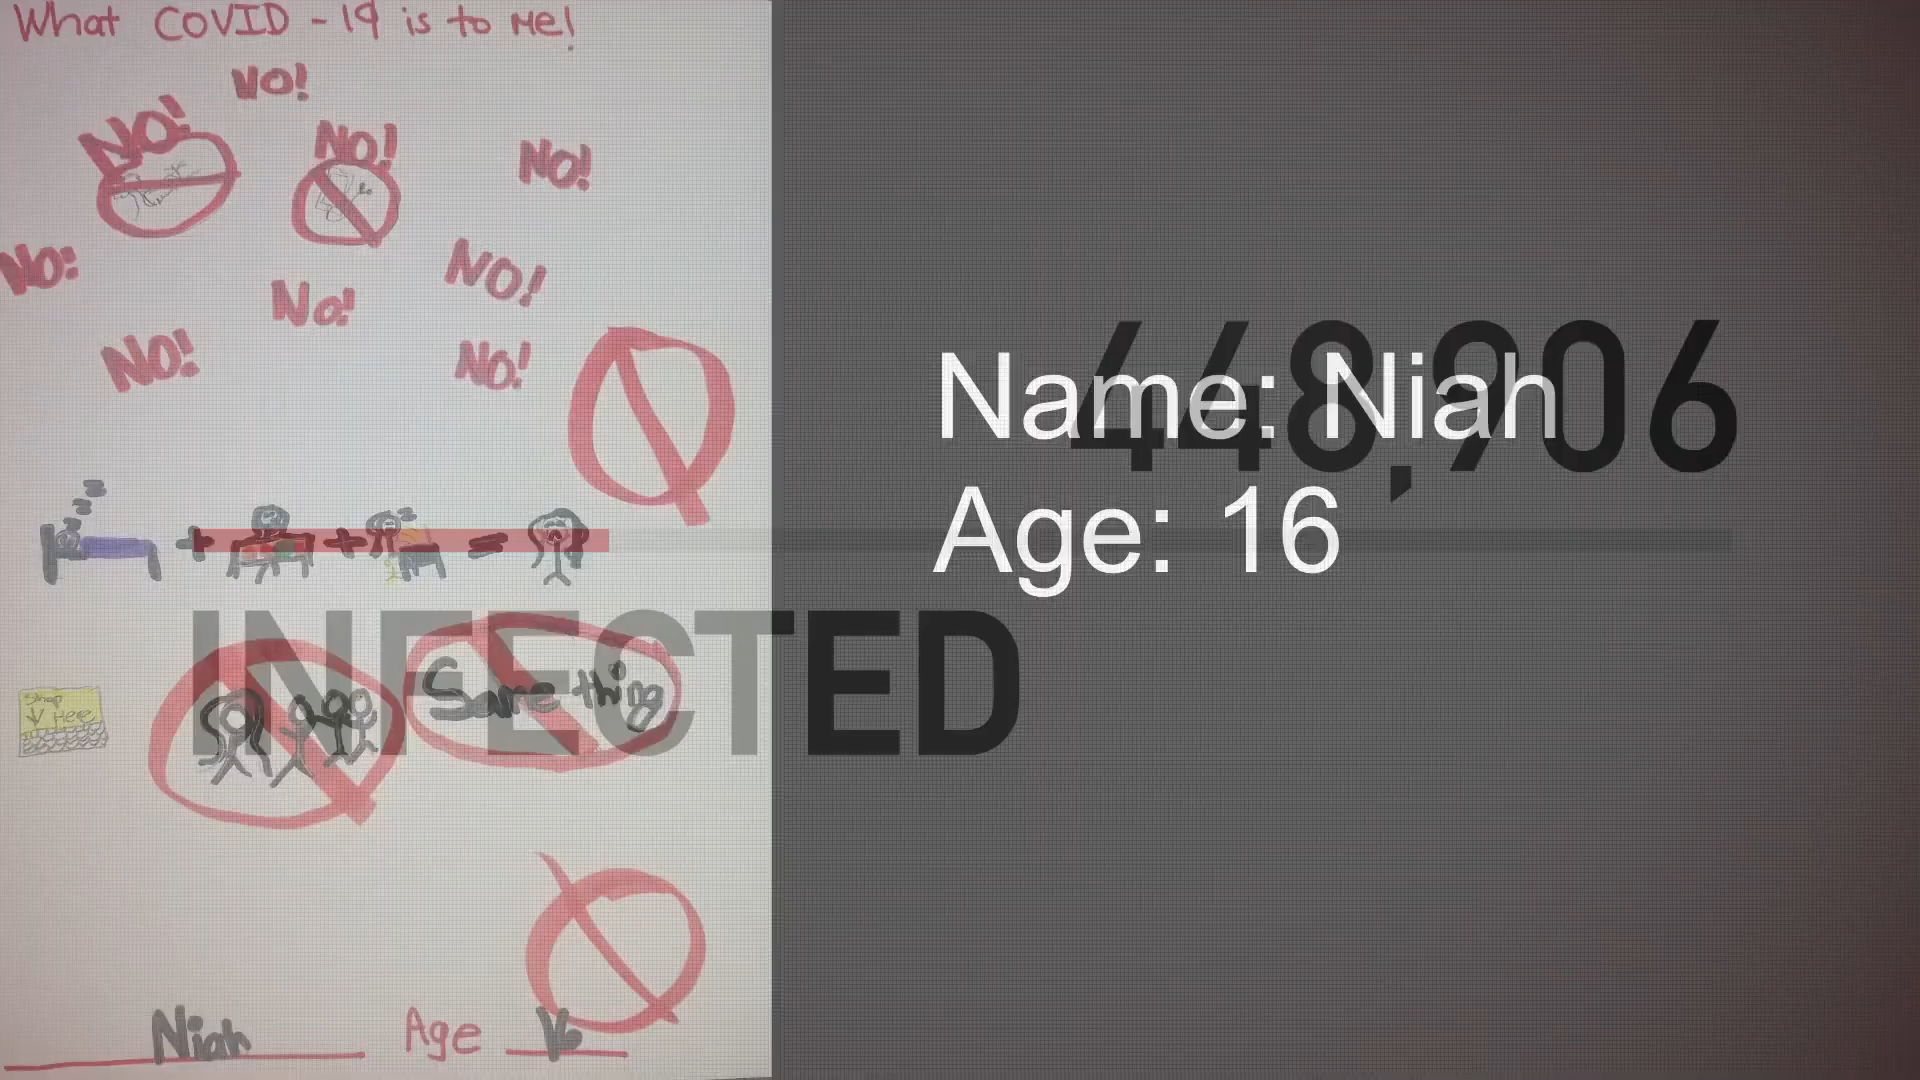 What COVID-19 is to Me!
NO!
NO!
NO!
NO!
NO!
NO!
No!
NO!
NO!
448,906
Name: Niah
Age: 16
INFECTED
Same thing
Shop
Here
Niah Age 16